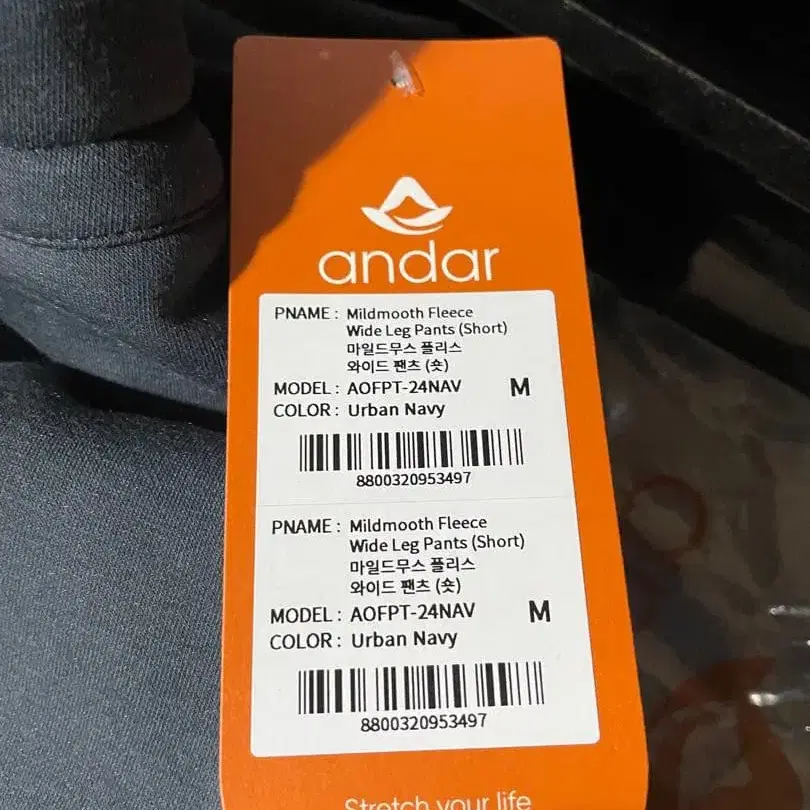 andar
PNAME : Mildmooth Fleece
Wide Leg Pants (Short)
마일드무스 플리스
와이드 팬츠 (숏)
MODEL : AOFPT-24NAV M
COLOR : Urban Navy
8800320953497
PNAME : Mildmooth Fleece
Wide Leg Pants (Short)
마일드무스 플리스
와이드 팬츠 (숏)
MODEL : AOFPT-24NAV M
COLOR : Urban Navy
8800320953497
Stretch your life